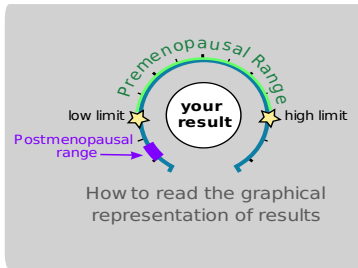 Premenopausal Range
your
result
low limit
high limit
Postmenopausal
range
How to read the graphical
representation of results